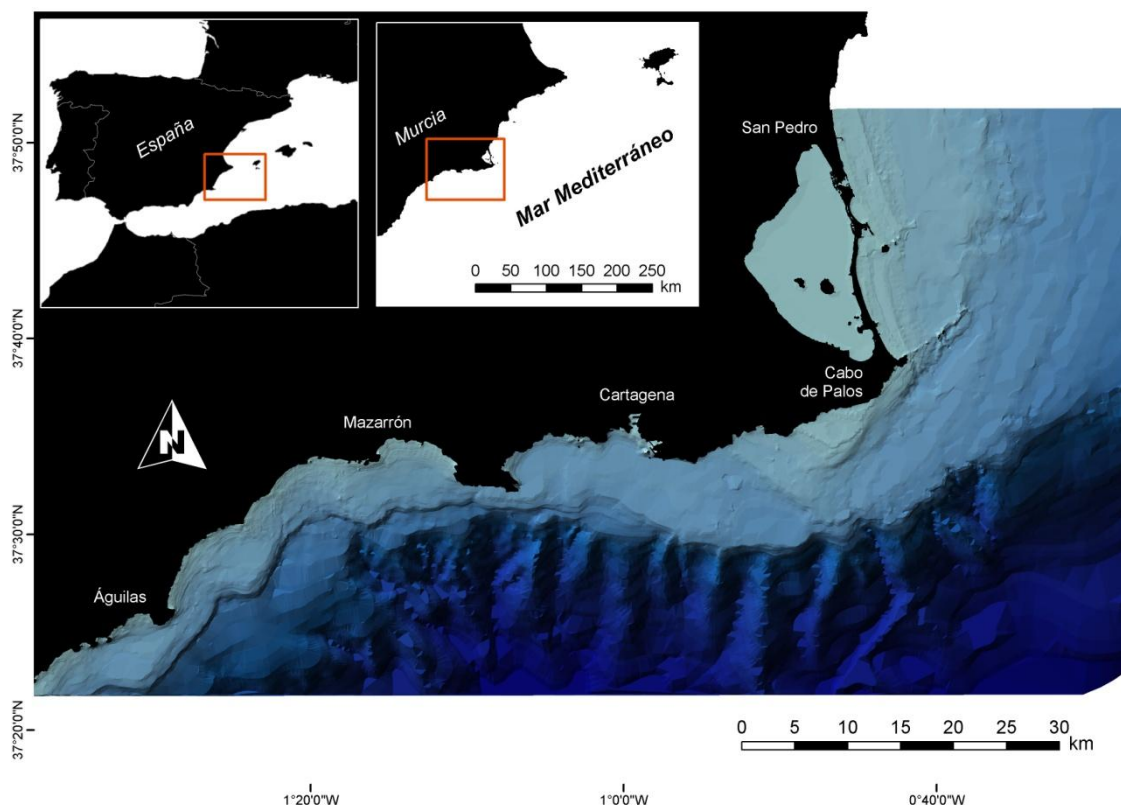 España
Murcia
Mar Mediterráneo
0 50 100 150 200 250
km
37°50'0"N
37°40'0"N
37°30'0"N
37°20'0"N
San Pedro
Cabo
de Palos
Cartagena
Mazarrón
Águilas
N
0 5 10 15 20 25 30
km
1°20'0"W
1°0'0"W
0°40'0"W